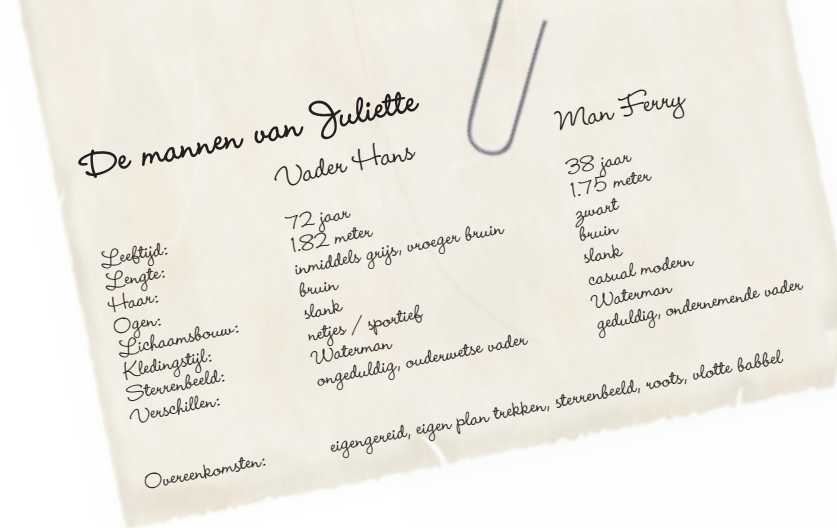 De mannen van Juliette
Vader Hans Man Ferry
Leeftijd: 72 jaar 38 jaar
Lengte: 1.82 meter 1.75 meter
Haar: inmiddels grijs, vroeger bruin zwart
Ogen: bruin bruin
Lichaamsbouw: slank slank
Kledingstijl: netjes / sportief casual modern
Sterrenbeeld: Waterman Waterman
Verschillen: ongeduldig, ouderwetse vader geduldig, ondernemende vader
Overeenkomsten: eigengereid, eigen plan trekken, sterrenbeeld, roots, vlotte babbel